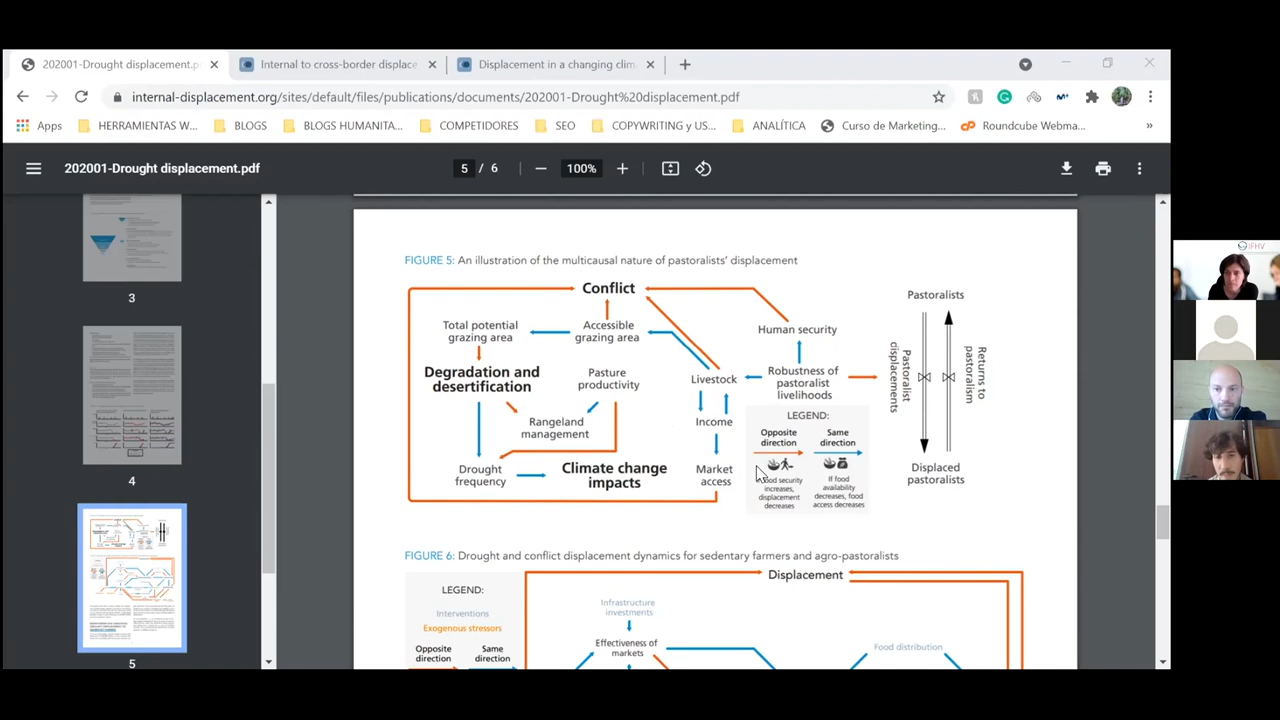 202001-Drought displacement.p
Internal to cross-border displace
Displacement in a changing clim
internal-displacement.org/sites/default/files/publications/documents/202001-Drought%20displacement.pdf
Apps
HERRAMIENTAS W...
BLOGS
BLOGS HUMANITA...
COMPETIDORES
SEO
COPYWRITING y US...
ANALÍTICA
Curso de Marketing...
Roundcube Webma...
»
202001-Drought displacement.pdf
5 / 6
100%
3
4
5
FIGURE 5: An illustration of the multicausal nature of pastoralists' displacement
Conflict
Total potential
grazing area
Accessible
grazing area
Human security
Degradation and
desertification
Pasture
productivity
Livestock
Robustness of
pastoralist
livelihoods
Rangeland
management
Income
Drought
frequency
Climate change
impacts
Market
access
LEGEND:
Opposite
direction
Same
direction
ood security
increases,
displacement
decreases
If food
availability
decreases, food
access decreases
Pastoralists
Pastoralist
displacements
Returns to
pastoralism
Displaced
pastoralists
FIGURE 6: Drought and conflict displacement dynamics for sedentary farmers and agro-pastoralists
LEGEND:
Interventions
Exogenous stressors
Opposite
direction
Same
direction
Displacement
Infrastructure
investments
Effectiveness of
markets
Food distribution
IFHV